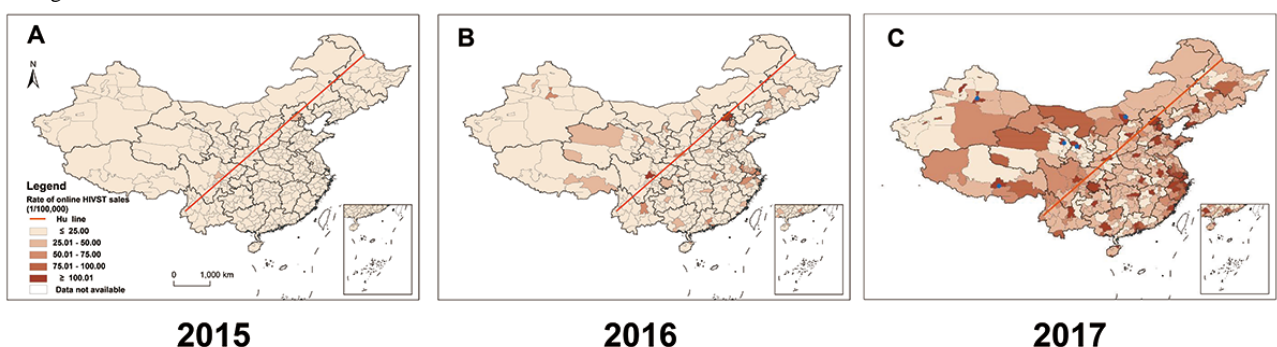 A
B
C
N
Legend
Rate of online HIVST sales
(1/100,000)
Hu line
≤ 25.00
25.01 - 50.00
50.01 - 75.00
75.01 - 100.00
≥ 100.01
Data not available
0 1,000 km
2015
2016
2017